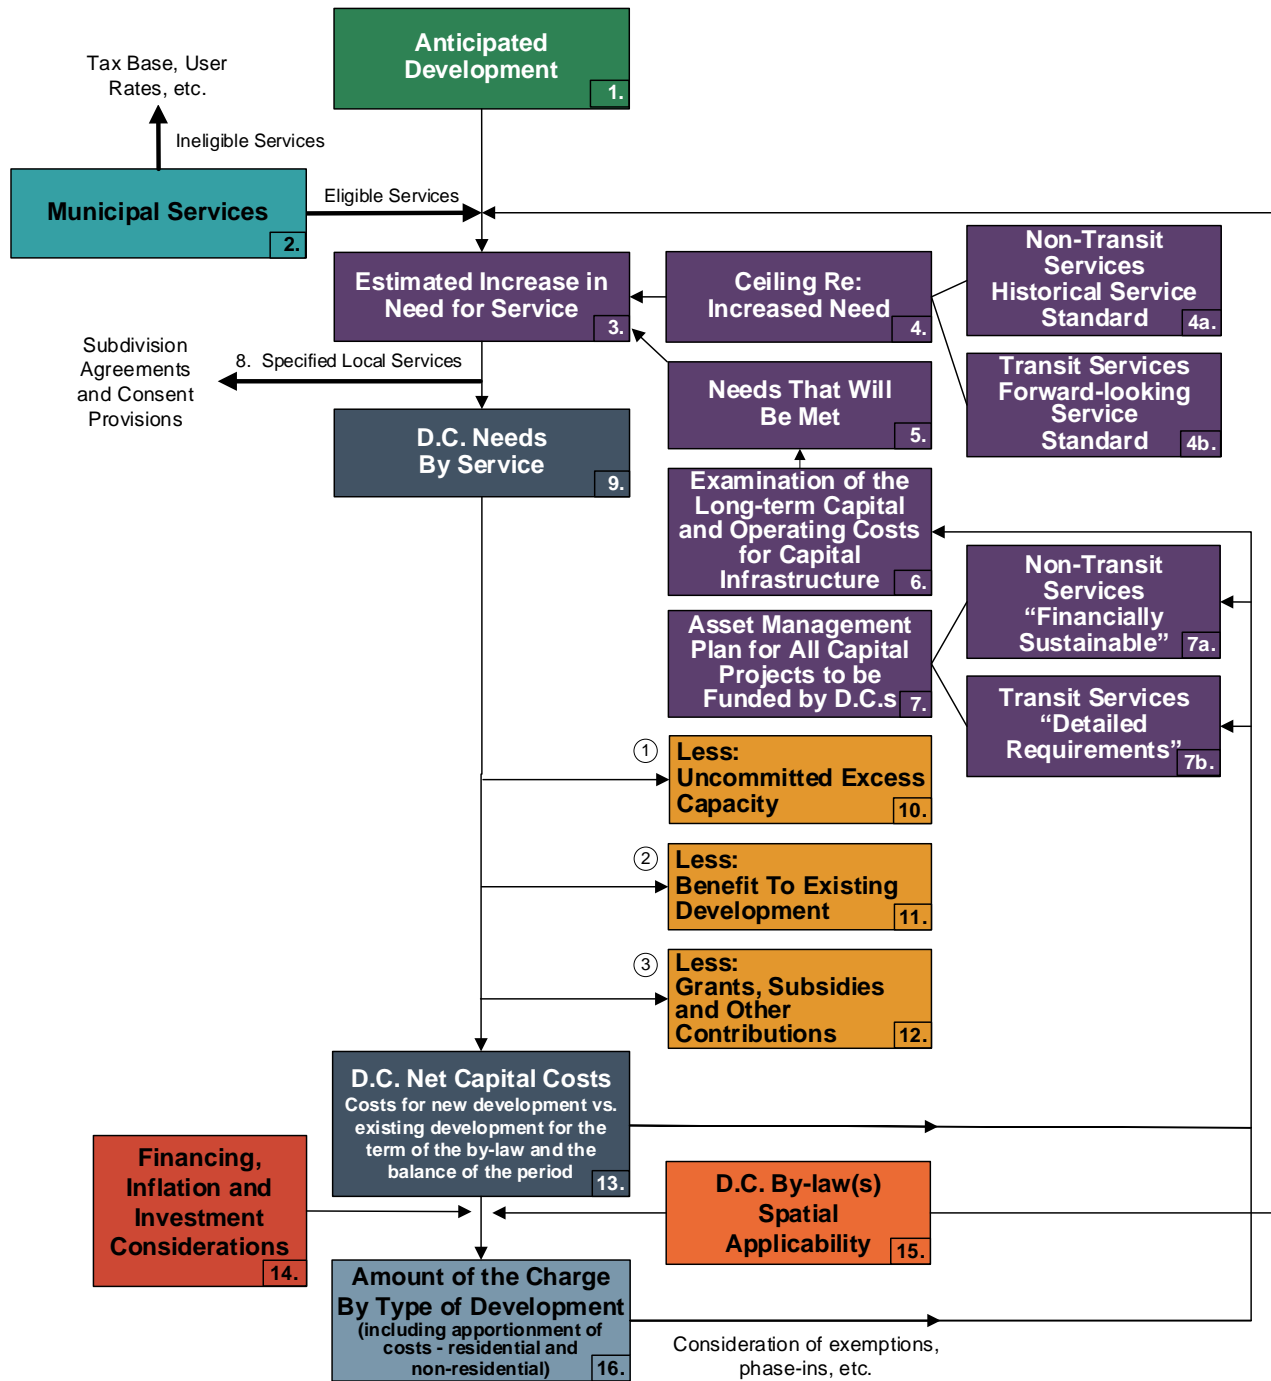 Anticipated
Development
1.
Tax Base, User
Rates, etc.
Ineligible Services
Municipal Services
2.
Eligible Services
Estimated Increase in
Need for Service
3.
Ceiling Re:
Increased Need
4.
Non-Transit
Services
Historical Service
Standard
4a.
Transit Services
Forward-looking
Service
Standard
4b.
Needs That Will
Be Met
5.
8. Specified Local Services
Subdivision
Agreements
and Consent
Provisions
D.C. Needs
By Service
9.
Examination of the
Long-term Capital
and Operating Costs
for Capital
Infrastructure
6.
Asset Management
Plan for All Capital
Projects to be
Funded by D.C.s
7.
Non-Transit
Services
“Financially
Sustainable”
7a.
Transit Services
“Detailed
Requirements”
7b.
1
Less:
Uncommitted Excess
Capacity
10.
2
Less:
Benefit To Existing
Development
11.
3
Less:
Grants, Subsidies
and Other
Contributions
12.
D.C. Net Capital Costs
Costs for new development vs.
existing development for the
term of the by-law and the
balance of the period
13.
Financing,
Inflation and
Investment
Considerations
14.
D.C. By-law(s)
Spatial
Applicability
15.
Amount of the Charge
By Type of Development
(including apportionment of
costs - residential and
non-residential)
16.
Consideration of exemptions,
phase-ins, etc.